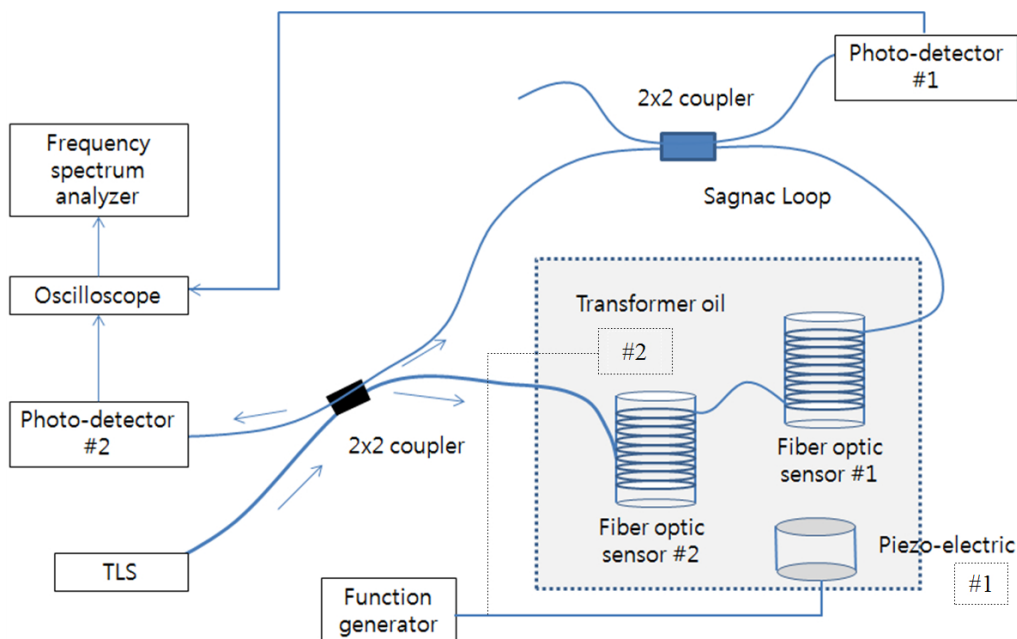 Photo-detector
#1
2x2 coupler
Frequency
spectrum
analyzer
Sagnac Loop
Oscilloscope
Transformer oil
#2
Photo-detector
#2
2x2 coupler
Fiber optic
sensor #1
Fiber optic
sensor #2
Piezo-electric
#1
TLS
Function
generator